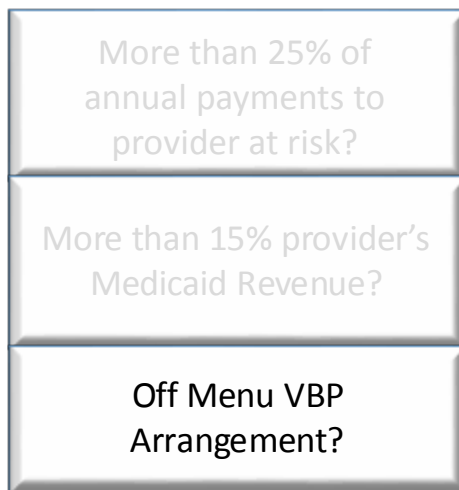 More than 25% of
annual payments to
provider at risk?
More than 15% provider's
Medicaid Revenue?
Off Menu VBP
Arrangement?